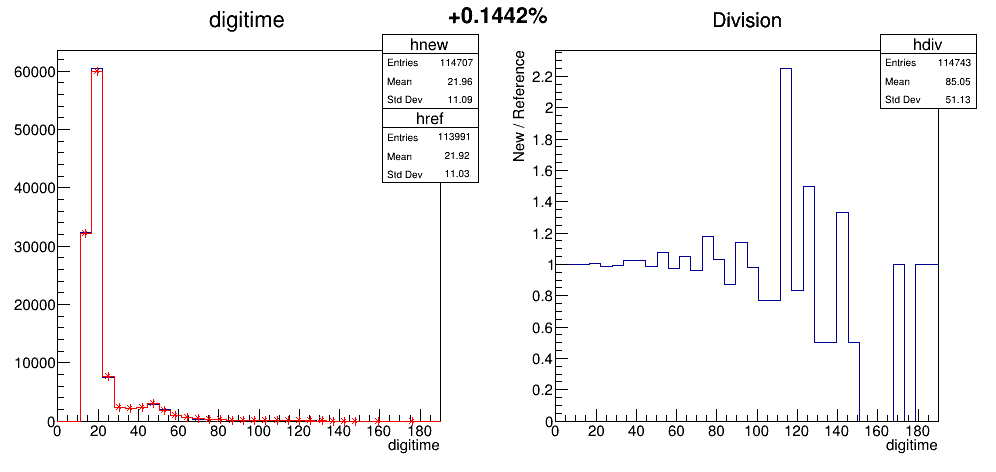 +0.1442%
digitime
hnew
Entries 114707
Mean 21.96
Std Dev 11.09
href
Entries 113991
Mean 21.92
Std Dev 11.03
60000
50000
40000
30000
20000
10000
0
0 20 40 60 80 100 120 140 160 180
digitime
Division
hdiv
Entries 114743
Mean 85.05
Std Dev 51.13
New / Reference
2.2
2
1.8
1.6
1.4
1.2
1
0.8
0.6
0.4
0.2
0
0 20 40 60 80 100 120 140 160 180
digitime